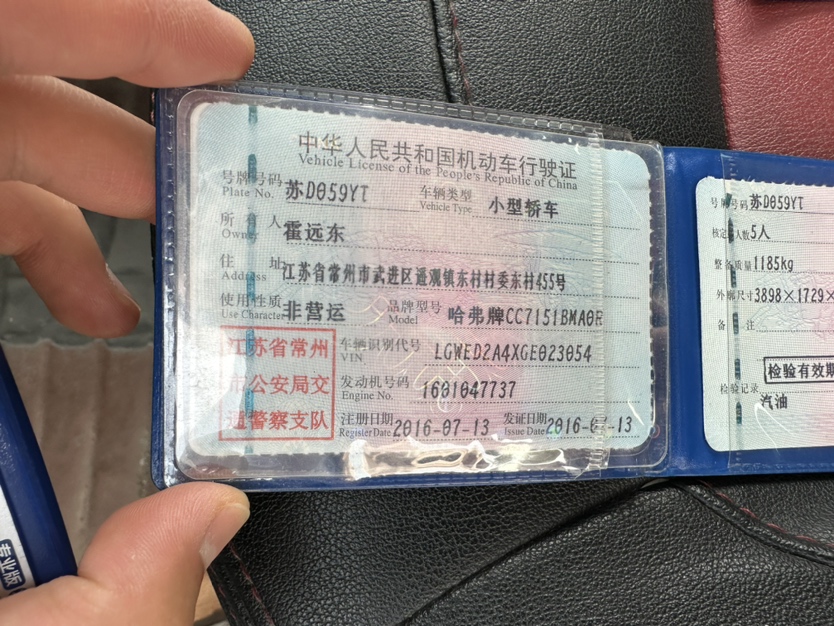 中华人民共和国机动车行驶证
Vehicle License of the People's Republic of China
号牌号码 苏D059YT 车辆类型 小型轿车
Plate No. Vehicle Type
所有人 霍远东
Owner
住址 江苏省常州市武进区遥观镇东村村委东村455号
Address
使用性质 非营运 品牌型号 哈弗牌CC7151BMA0R
Use Character Model
江苏省常州
市公安局交
通警察支队
车辆识别代号 LGWED2A4XGE023054
VIN
发动机号码 1601047737
Engine No.
注册日期 2016-07-13 发证日期 2016-07-13
Register Date Issue Date
号牌号码 苏D059YT
核定人数 5人
整备质量 1185kg
外廓尺寸 3898×1729×
备注
检验有效期
检验记录
汽油
专业版